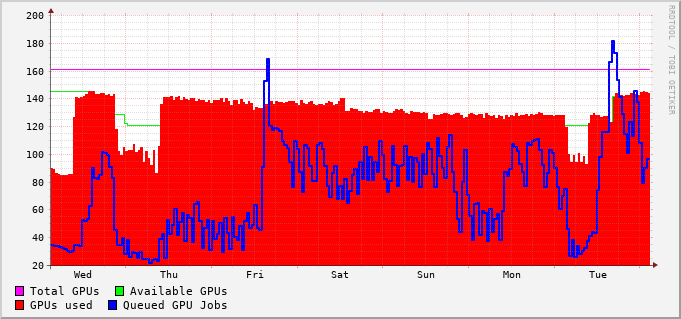 200
180
160
140
120
100
80
60
40
20
Wed Thu Fri Sat Sun Mon Tue
Total GPUs Available GPUs
GPUs used Queued GPU Jobs
RRDTOOL / TOBI OETIKER